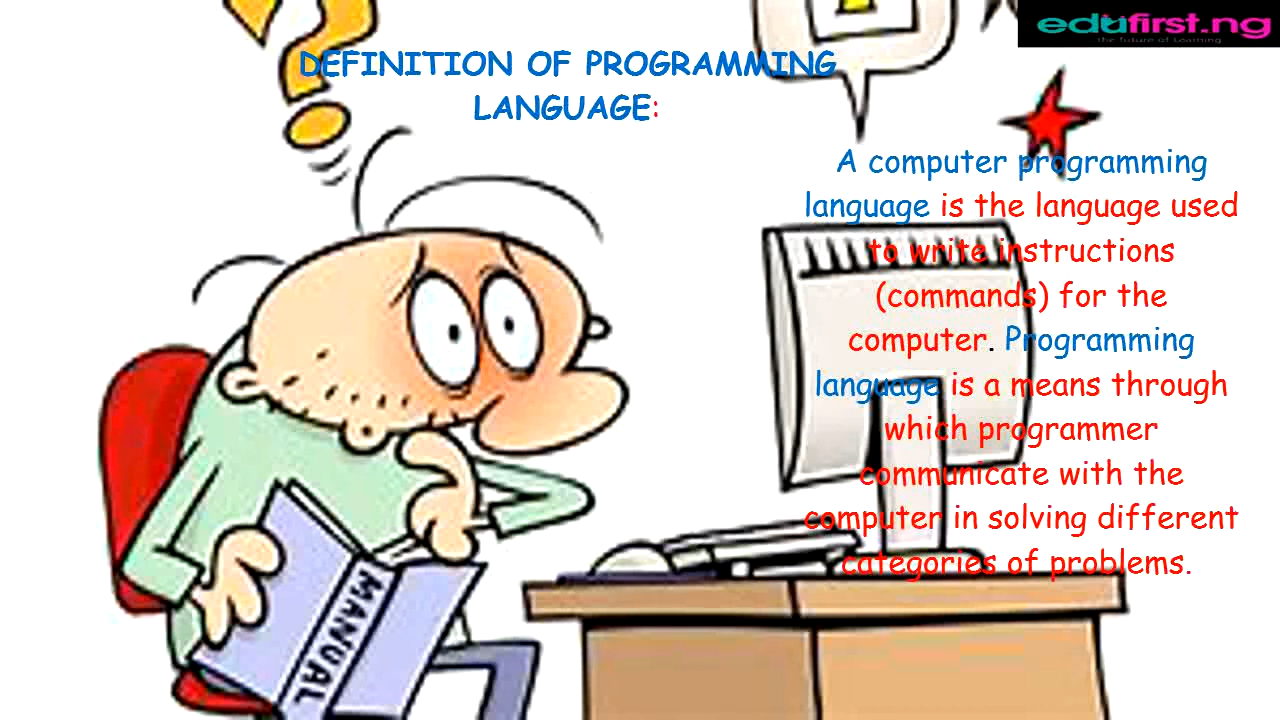 edufirst.ng
the future of Learning
DEFINITION OF PROGRAMMING
LANGUAGE:
A computer programming
language is the language used
to write instructions
(commands) for the
computer. Programming
language is a means through
which programmer
communicate with the
computer in solving different
categories of problems.
MANUAL